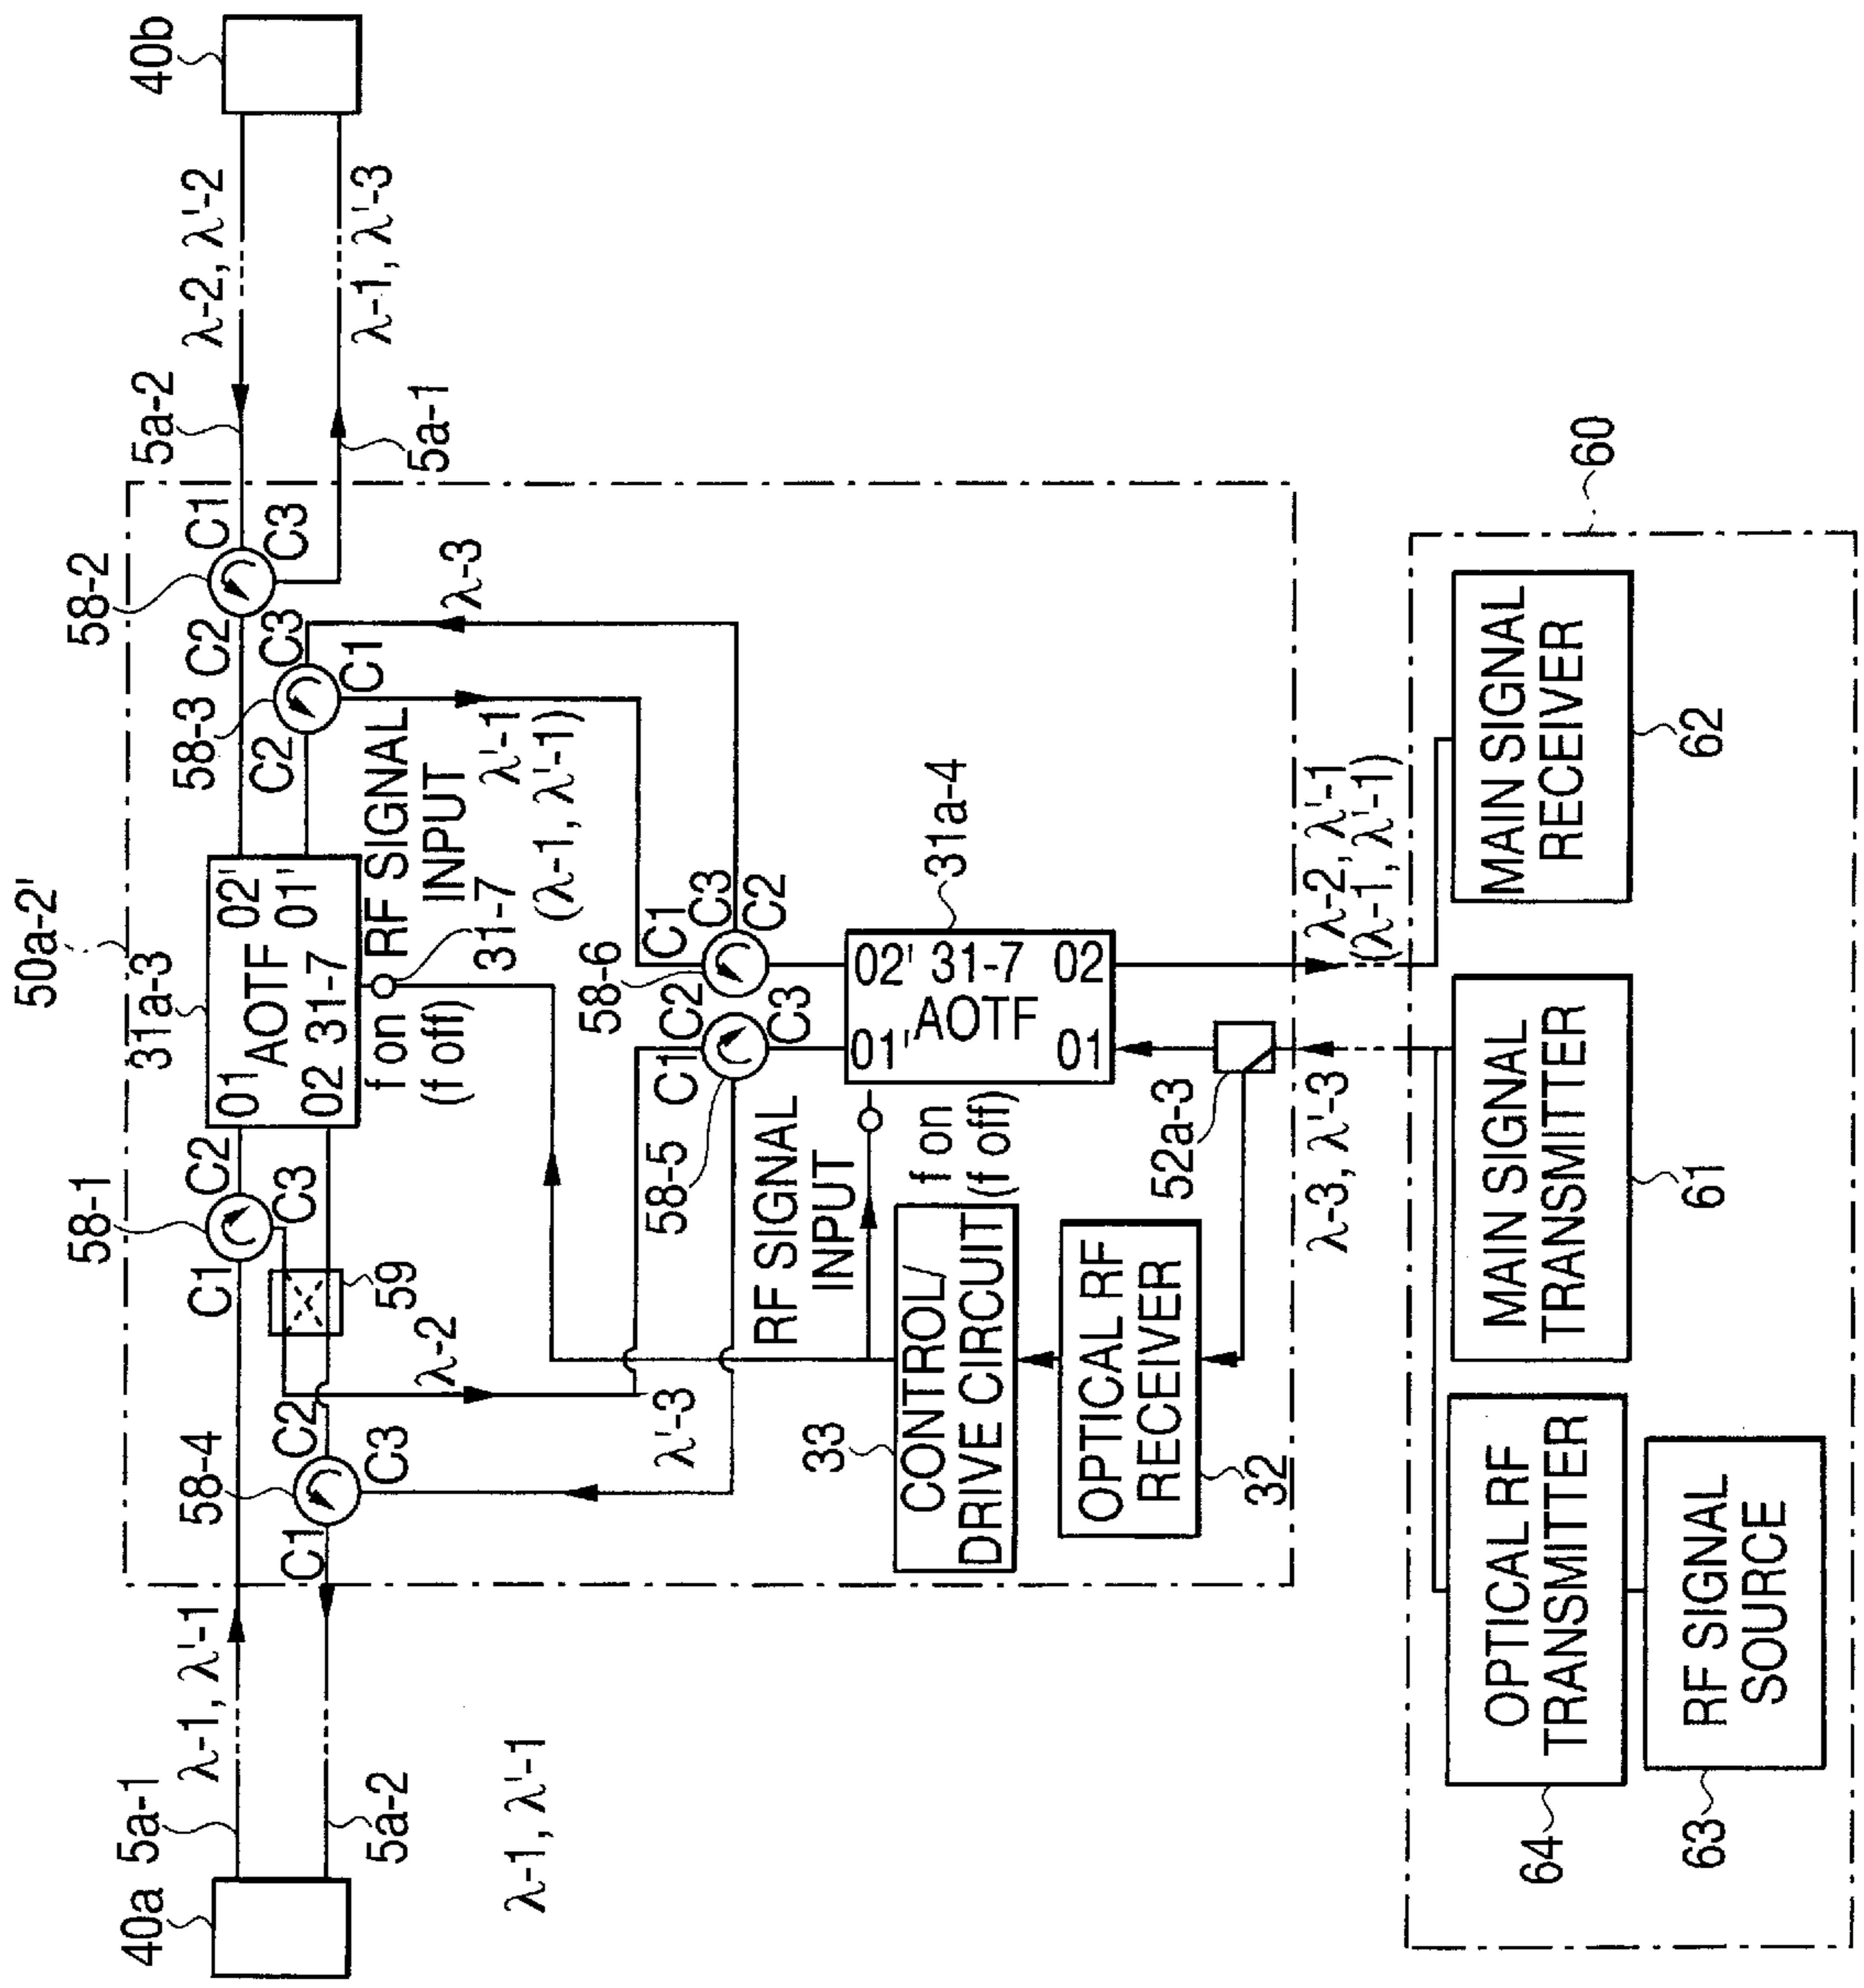 50a-2'
40a
5a-1
λ-1, λ'-1
5a-2
λ-1, λ'-1
58-1
C1
C2
C3
31a-3
01
02'
AOTF
02
31-7
01'
58-2
C2
C1
C3
5a-2
λ-2, λ'-2
40b
5a-1
λ-1, λ'-3
58-3
C2
C3
C1
λ-3
59
58-4
C1
C2
C3
λ-2
f on
(f off)
RF SIGNAL
INPUT
31-7
λ'-1
(λ-1, λ'-1)
λ'-3
58-5
C1
C2
C3
58-6
C1
C3
C2
RF SIGNAL
INPUT
f on
(f off)
31a-4
01'
02'
31-7
AOTF
01
02
33
CONTROL/
DRIVE CIRCUIT
OPTICAL RF
RECEIVER
32
52a-3
λ-3, λ'-3
λ-2, λ'-1
(λ-1, λ'-1)
60
OPTICAL RF
TRANSMITTER
64
RF SIGNAL
SOURCE
63
MAIN SIGNAL
TRANSMITTER
61
MAIN SIGNAL
RECEIVER
62